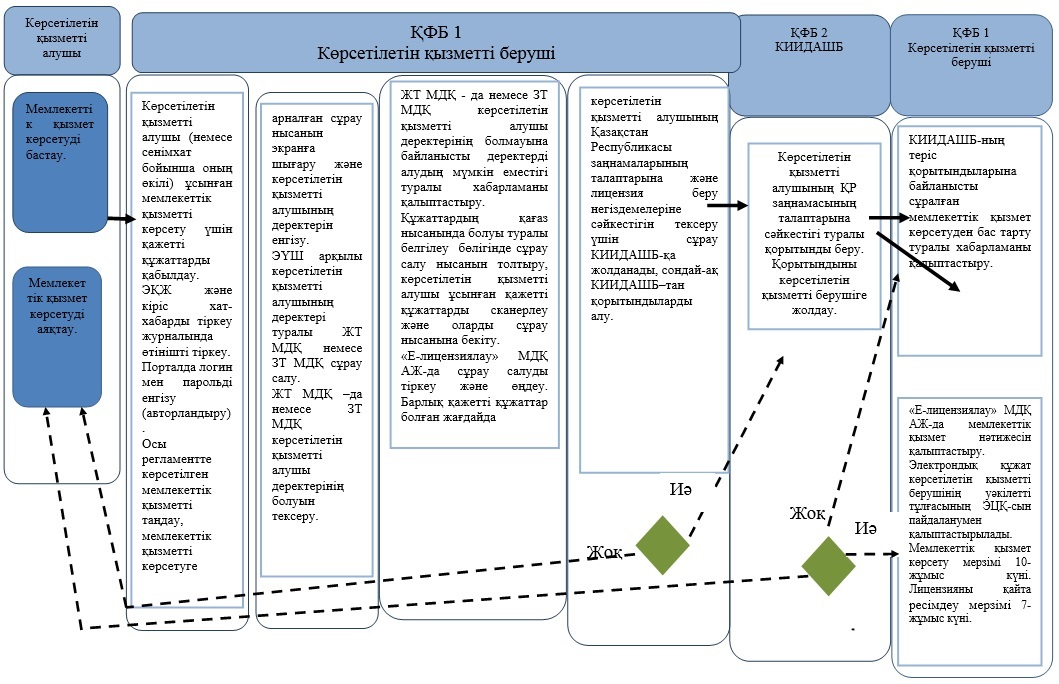 Көрсетілетін
қызметті
алушы
ҚФБ 1
Көрсетілетін қызметті беруші
ҚФБ 2
КИИДАШБ
ҚФБ 1
Көрсетілетін қызметті
беруші
Мемлекетті
к қызмет
көрсетуді
бастау.
Мемлекет
тік қызмет
көрсетуді
аяқтау.
Көрсетілетін
қызметті
алушы (немесе
сенімхат
бойынша оның
өкілі) ұсынған
мемлекеттік
қызметті
көрсету үшін
қажетті
құжаттарды
қабылдау.
ЭҚЖ және
кіріс хат-
хабарды тіркеу
журналында
өтінішті тіркеу.
Порталда логин
мен парольді
енгізу
(авторландыру)
.
Осы
регламентте
көрсетілген
мемлекеттік
қызметті
таңдау,
мемлекеттік
қызметті
көрсетуге
арналған сұрау
нысанын
экранға
шығару және
көрсетілетін
қызметті
алушының
деректерін
енгізу.
ЭҮШ арқылы
көрсетілетін
қызметті
алушының
деректері
туралы ЖТ
МДҚ немесе
ЗТ МДҚ сұрау
салу.
ЖТ МДҚ –да
немесе ЗТ
МДҚ
көрсетілетін
қызметті
алушы
деректерінің
болуын
тексеру.
ЖТ МДҚ - да немесе ЗТ
МДҚ көрсетілетін
қызметті алушы
деректерінің болмауына
байланысты деректерді
алудың мүмкін еместігі
туралы хабарламаны
қалыптастыру.
Құжаттардың қағаз
нысанында болуы туралы
белгілеу бөлігінде сұрау
салу нысанын толтыру,
көрсетілетін қызметті
алушы ұсынған қажетті
құжаттарды сканерлеу
және оларды сұрау
нысанына бекіту.
«Е-лицензиялау» МДҚ
АЖ-да сұрау салуды
тіркеу және өңдеу.
Барлық қажетті құжаттар
болған жағдайда
көрсетілетін
қызметті алушының
Қазақстан
Республикасы
заңнамаларының
талаптарына және
лицензия беру
негіздемелеріне
сәйкестігін тексеру
үшін сұрау
КИИДАШБ-қа
жолданады, сондай-ақ
КИИДАШБ–тан
қорытындыларды
алу.
Иә
Жоқ
Көрсетілетін
қызметті
алушының ҚР
заңнамасының
талаптарына
сәйкестігі туралы
қорытынды беру.
Қорытындыны
көрсетілетін
қызметті берушіге
жолдау.
Жоқ
Иә
КИИДАШБ-ның
теріс
қорытындыларына
байланысты
сұралған
мемлекеттік қызмет
көрсетуден бас тарту
туралы хабарламаны
қалыптастыру.
«Е-лицензиялау» МДҚ
АЖ-да мемлекеттік
қызмет нәтижесін
қалыптастыру.
Электрондық құжат
көрсетілетін қызметті
берушінің уәкілетті
тұлғасының ЭЦҚ-сын
пайдаланумен
қалыптастырылады.
Мемлекеттік қызмет
көрсету мерзімі 10-
жұмыс күні.
Лицензияны қайта
ресімдеу мерзімі 7-
жұмыс күні.